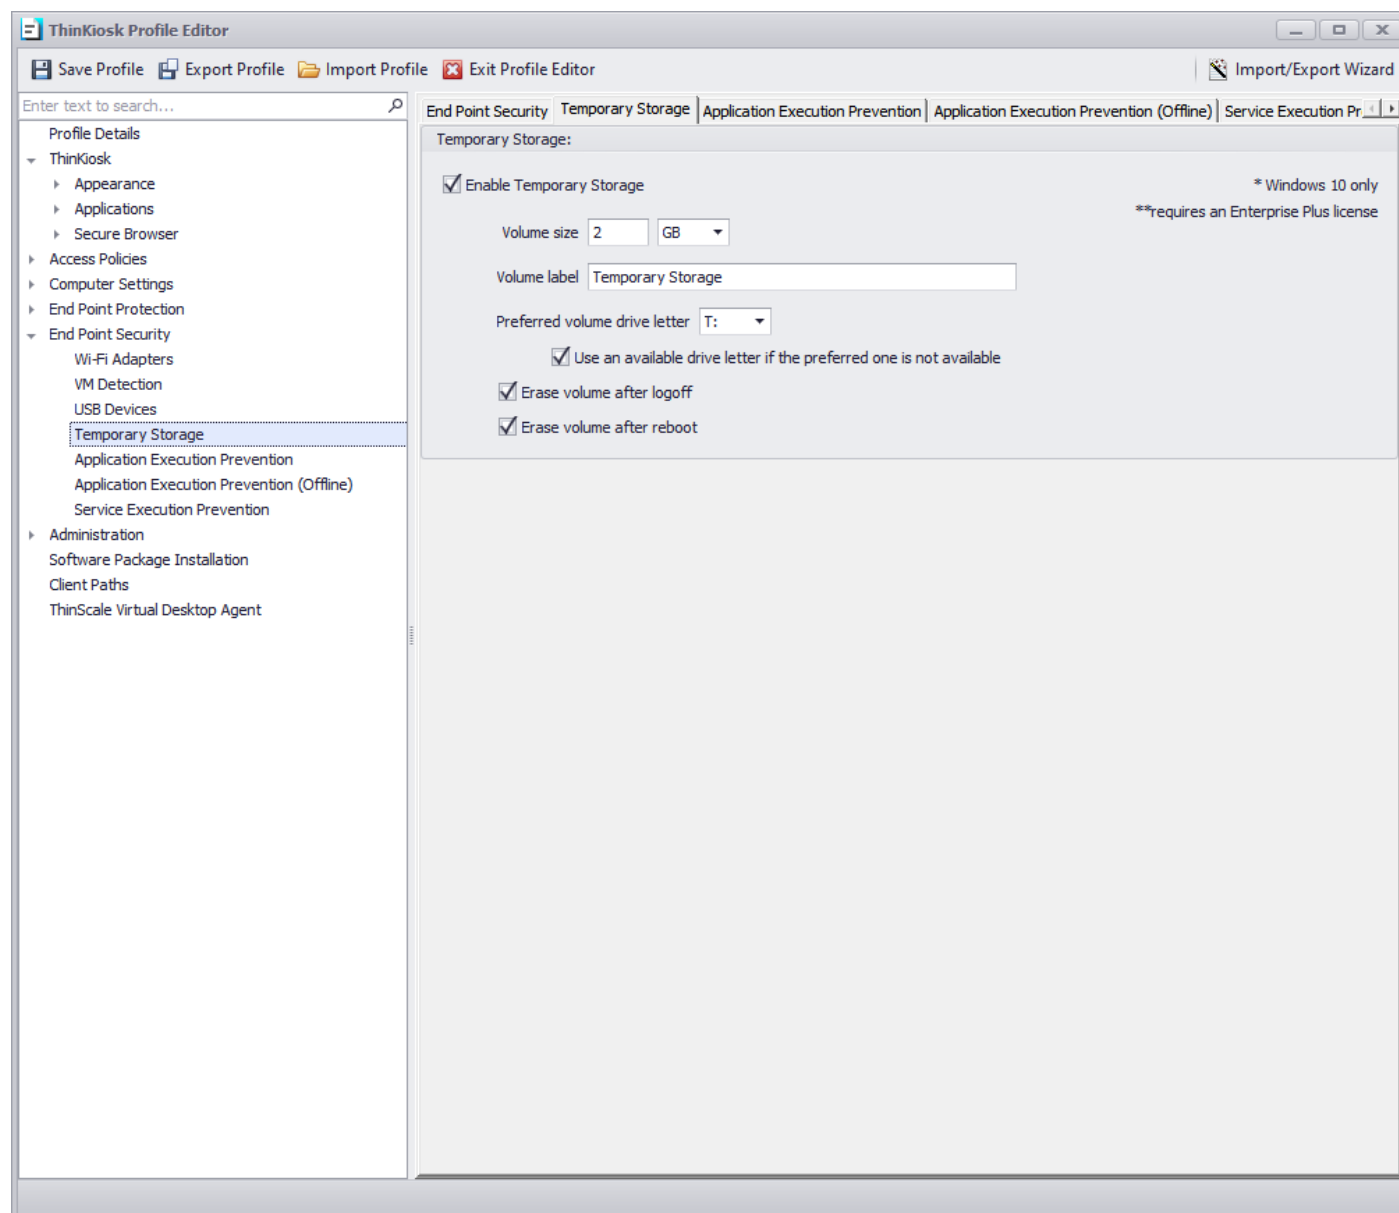 ThinKiosk Profile Editor
Save Profile Export Profile Import Profile Exit Profile Editor Import/Export Wizard
Enter text to search...
Profile Details
ThinKiosk
Appearance
Applications
Secure Browser
Access Policies
Computer Settings
End Point Protection
End Point Security
Wi-Fi Adapters
VM Detection
USB Devices
Temporary Storage
Application Execution Prevention
Application Execution Prevention (Offline)
Service Execution Prevention
Administration
Software Package Installation
Client Paths
ThinScale Virtual Desktop Agent
End Point Security Temporary Storage Application Execution Prevention Application Execution Prevention (Offline) Service Execution Pr
Temporary Storage:
Enable Temporary Storage * Windows 10 only
**requires an Enterprise Plus license
Volume size 2 GB
Volume label Temporary Storage
Preferred volume drive letter T:
Use an available drive letter if the preferred one is not available
Erase volume after logoff
Erase volume after reboot